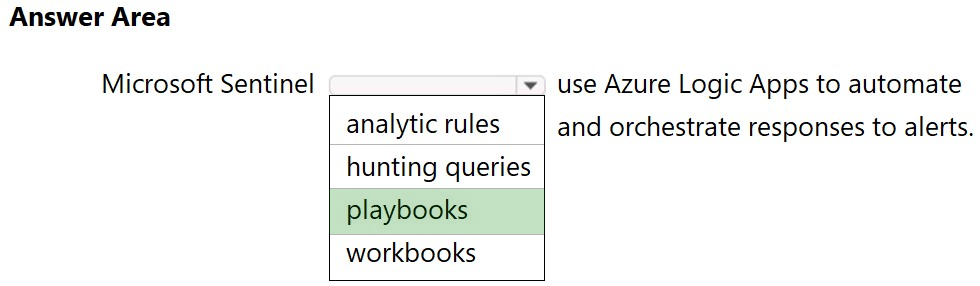 Answer Area
Microsoft Sentinel use Azure Logic Apps to automate
and orchestrate responses to alerts.
analytic rules
hunting queries
playbooks
workbooks